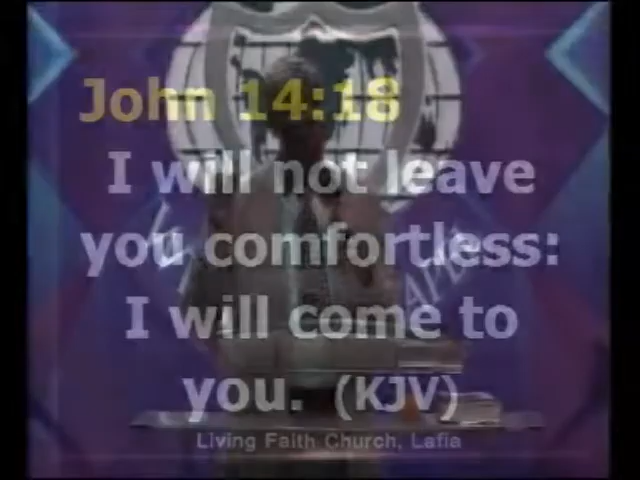 John 14:18
I will not leave
you comfortless:
I will come to
you. (KJV)
Living Faith Church, Lafia